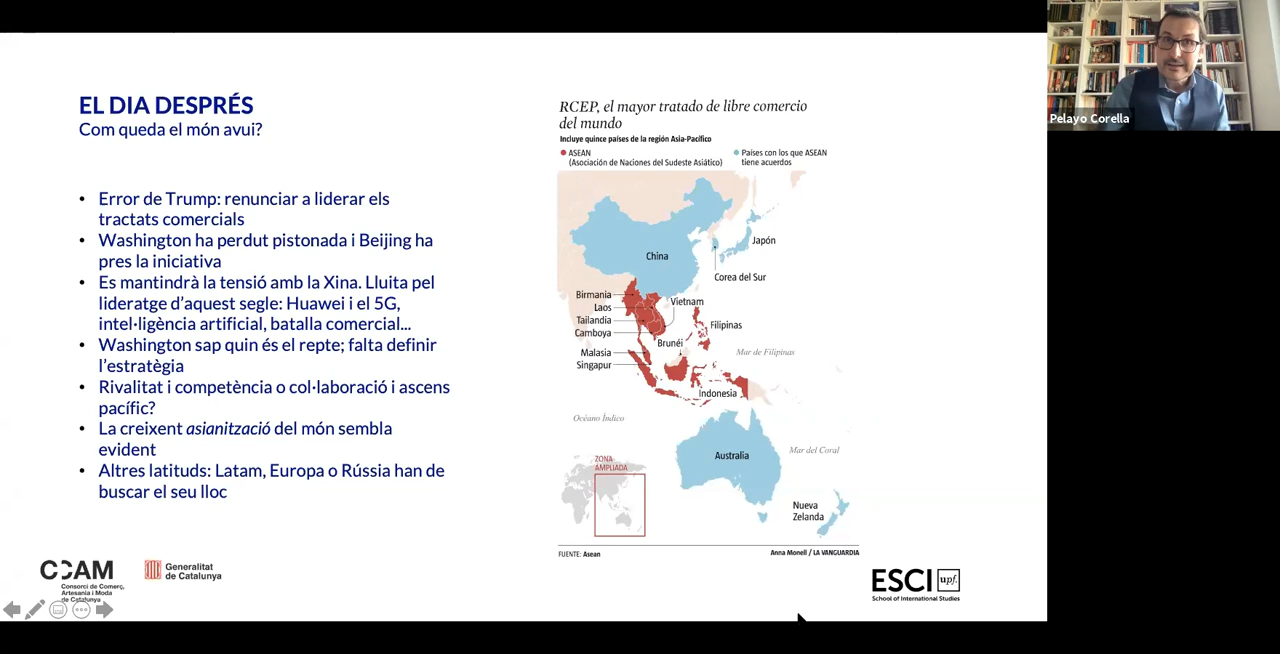 EL DIA DESPRÉS
Com queda el món avui?
• Error de Trump: renunciar a liderar els
tractats comercials
• Washington ha perdut pistonada i Beijing ha
pres la iniciativa
• Es mantindrà la tensió amb la Xina. Lluita pel
lideratge d'aquest segle: Huawei i el 5G,
intel·ligència artificial, batalla comercial...
• Washington sap quin és el repte; falta definir
l'estratègia
• Rivalitat i competència o col·laboració i ascens
pacífic?
• La creixent asianització del món sembla
evident
• Altres latituds: Latam, Europa o Rússia han de
buscar el seu lloc
RCEP, el mayor tratado de libre comercio
del mundo
Incluye quince países de la región Asia-Pacífico
ASEAN
(Asociación de Naciones del Sudeste Asiático)
Países con los que ASEAN
tiene acuerdos
China
Japón
Corea del Sur
Birmania
Laos
Tailandia
Camboya
Vietnam
Filipinas
Brunéi
Malasia
Singapur
Mar de Filipinas
Indonesia
Océano Índico
Australia
Mar del Coral
ZONA
AMPLIADA
Nueva
Zelanda
FUENTE: Asean
Anna Monell / LA VANGUARDIA
CCAM
Consorci de Comerç,
Artesania i Moda
de Catalunya
Generalitat
de Catalunya
ESCI upf.
School of International Studies
Pelayo Corella